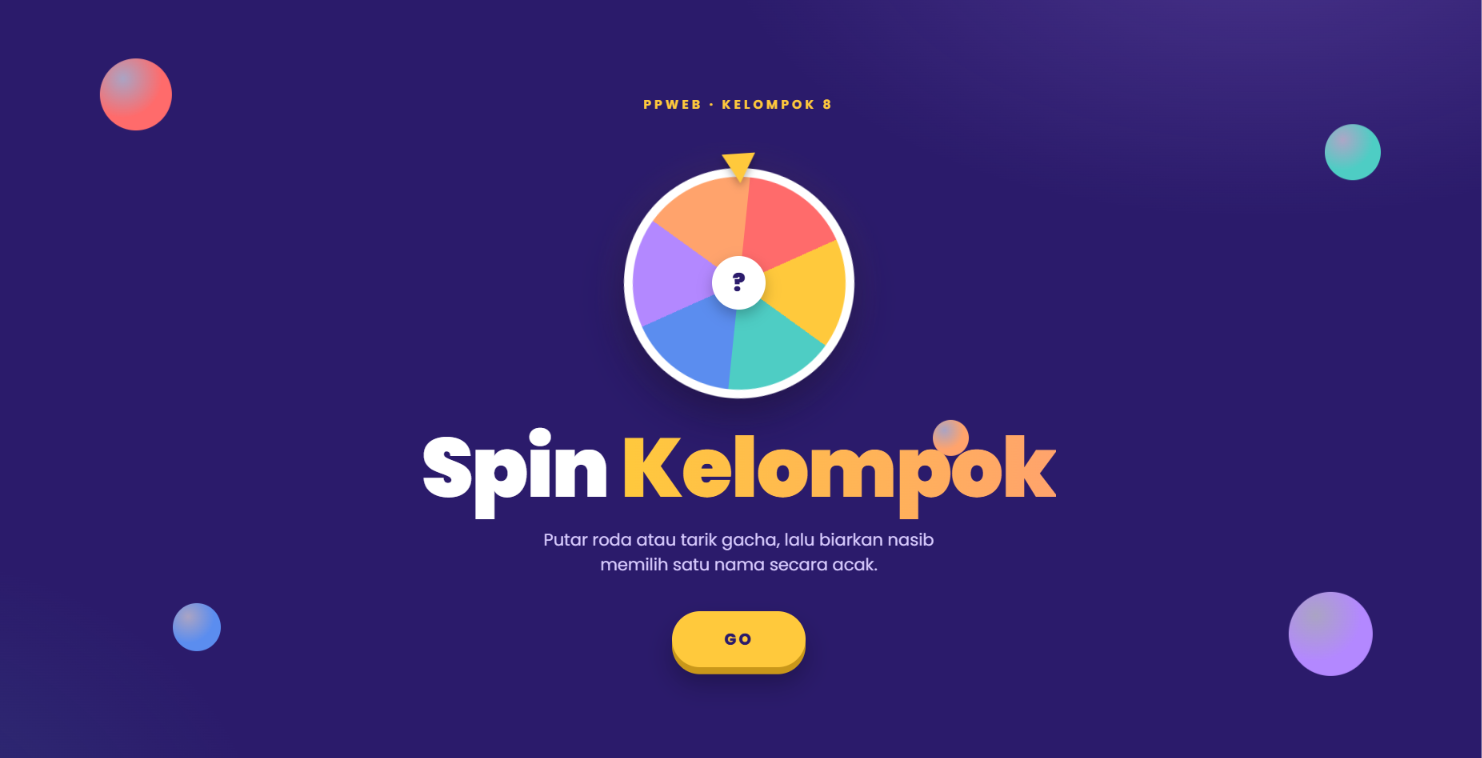 PPWEB · KELOMPOK 8
?
Spin Kelompok
Putar roda atau tarik gacha, lalu biarkan nasib
memilih satu nama secara acak.
GO